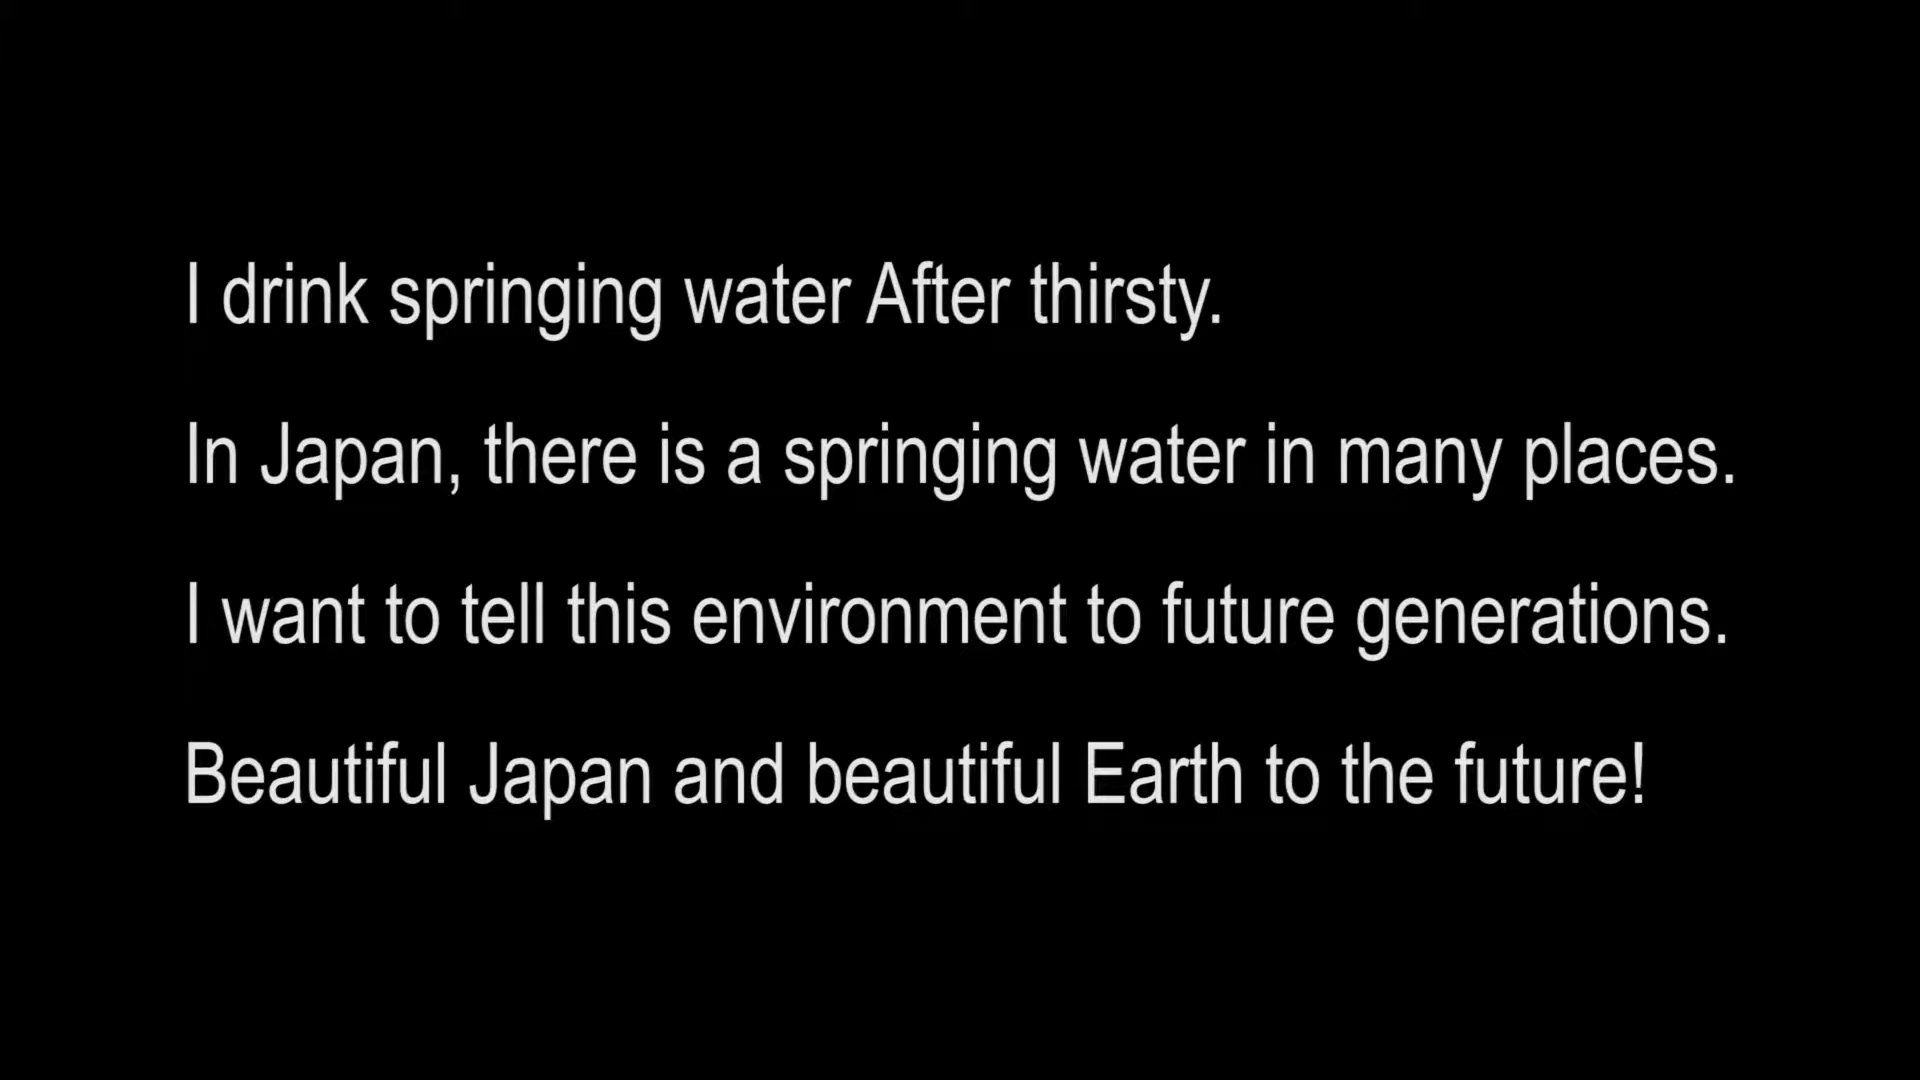 I drink springing water After thirsty.
In Japan, there is a springing water in many places.
I want to tell this environment to future generations.
Beautiful Japan and beautiful Earth to the future!